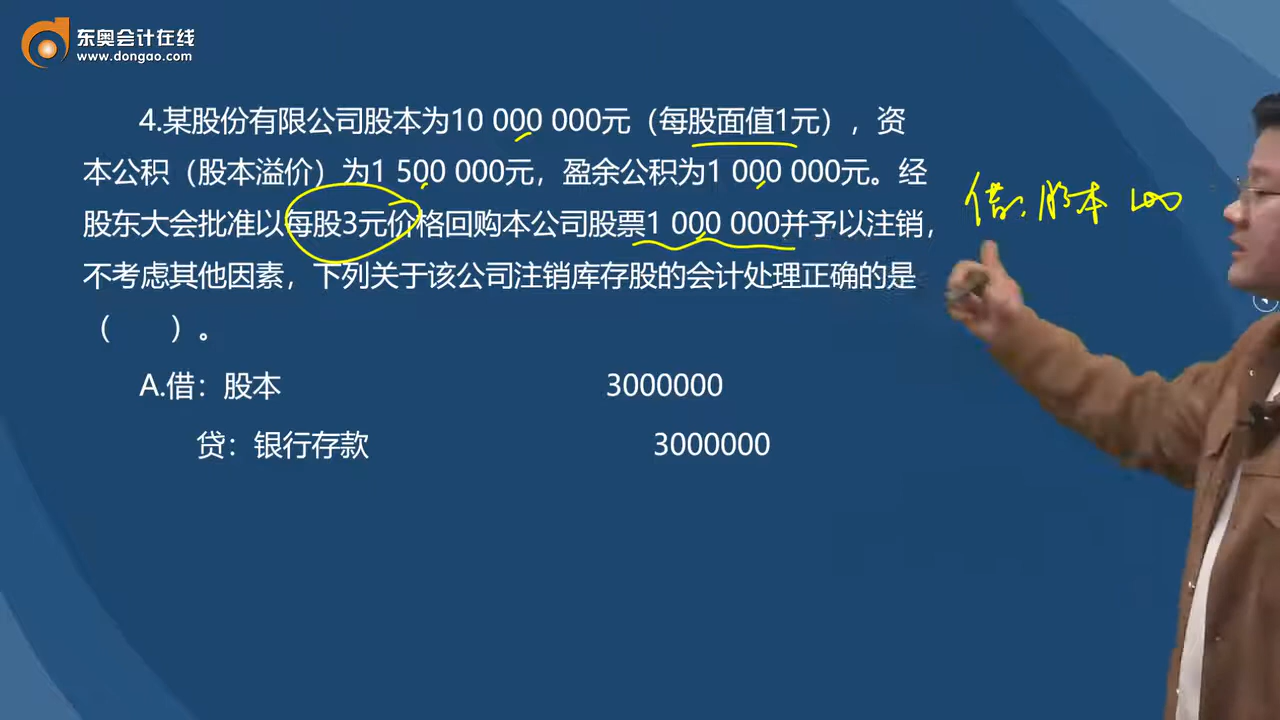 东奥会计在线
www.dongao.com
4.某股份有限公司股本为10 000 000元（每股面值1元），资
本公积（股本溢价）为1 500 000元，盈余公积为1 000 000元。经
股东大会批准以每股3元价格回购本公司股票1 000 000并予以注销，
不考虑其他因素，下列关于该公司注销库存股的会计处理正确的是
（ ）。
借：股本 100
A.借：股本 3000000
贷：银行存款 3000000